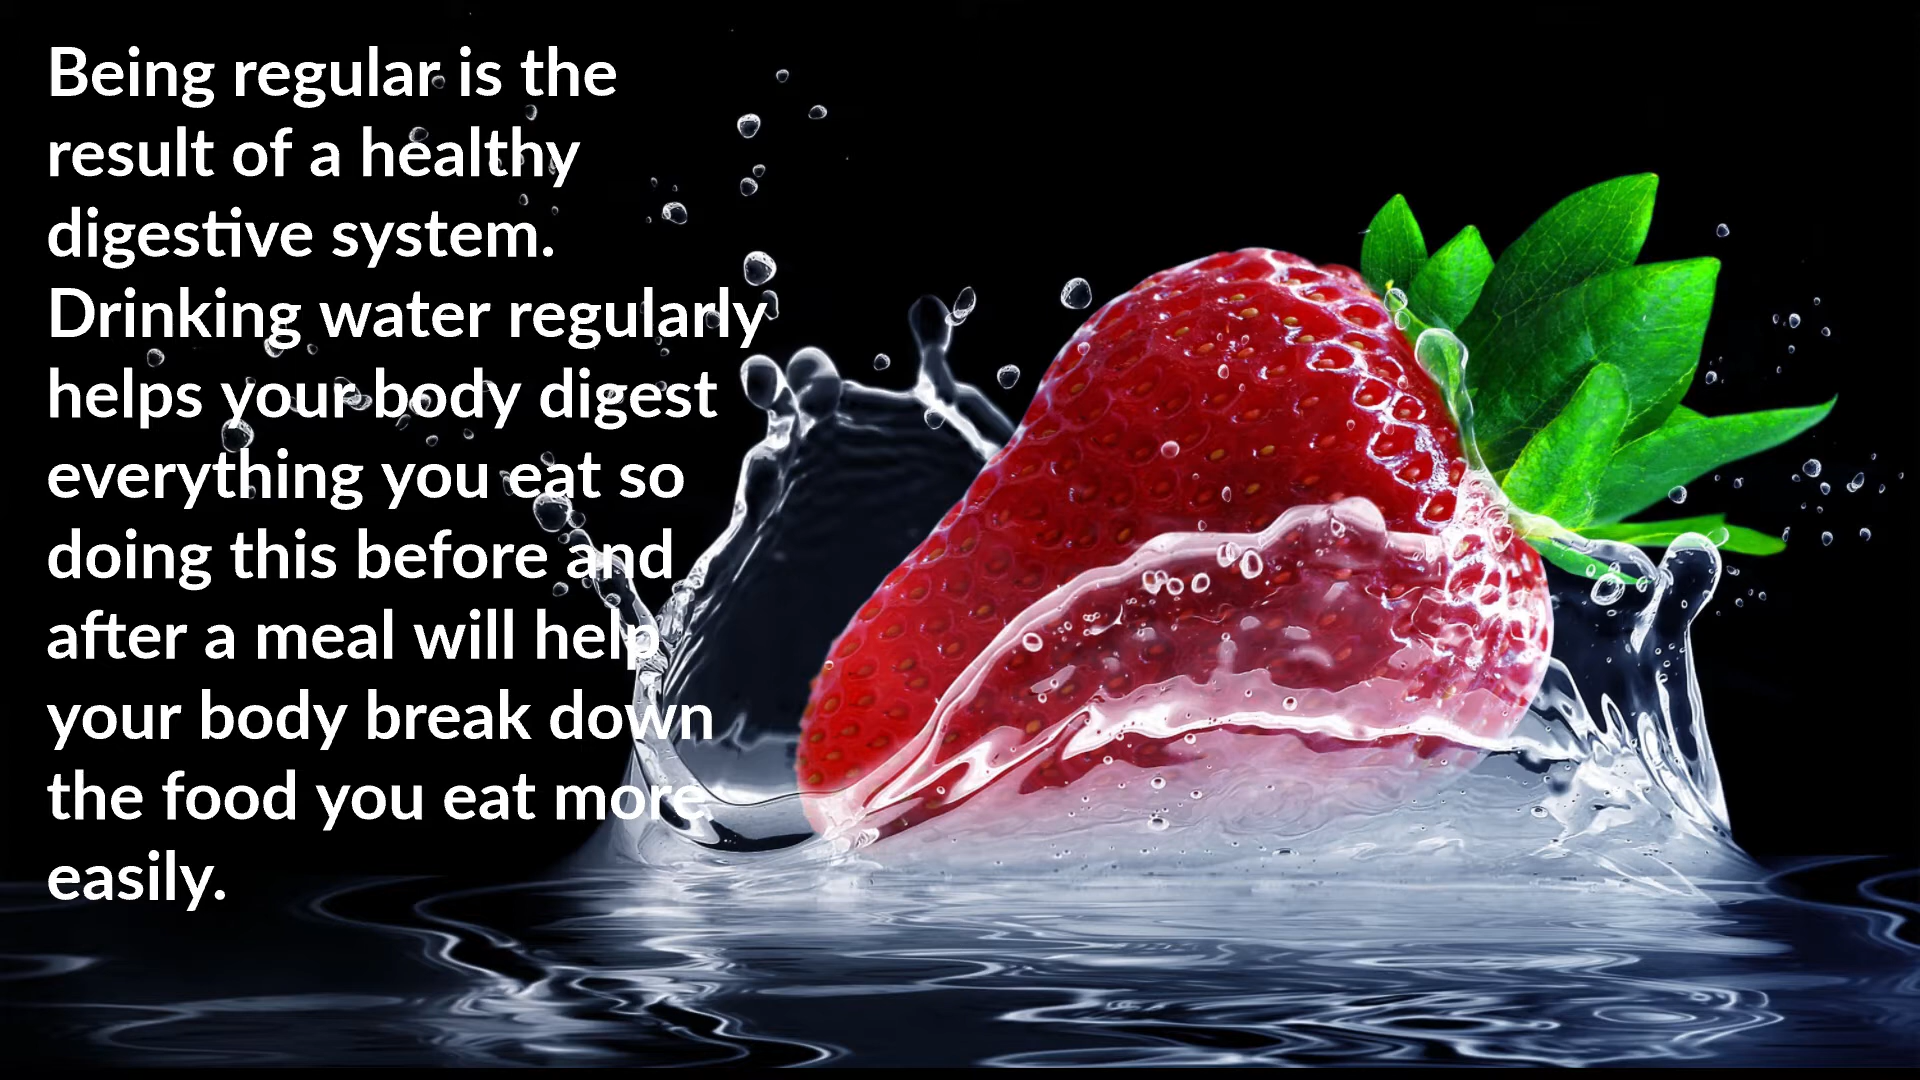 Being regular is the
result of a healthy
digestive system.
Drinking water regularly
helps your body digest
everything you eat so
doing this before and
after a meal will help
your body break down
the food you eat more
easily.